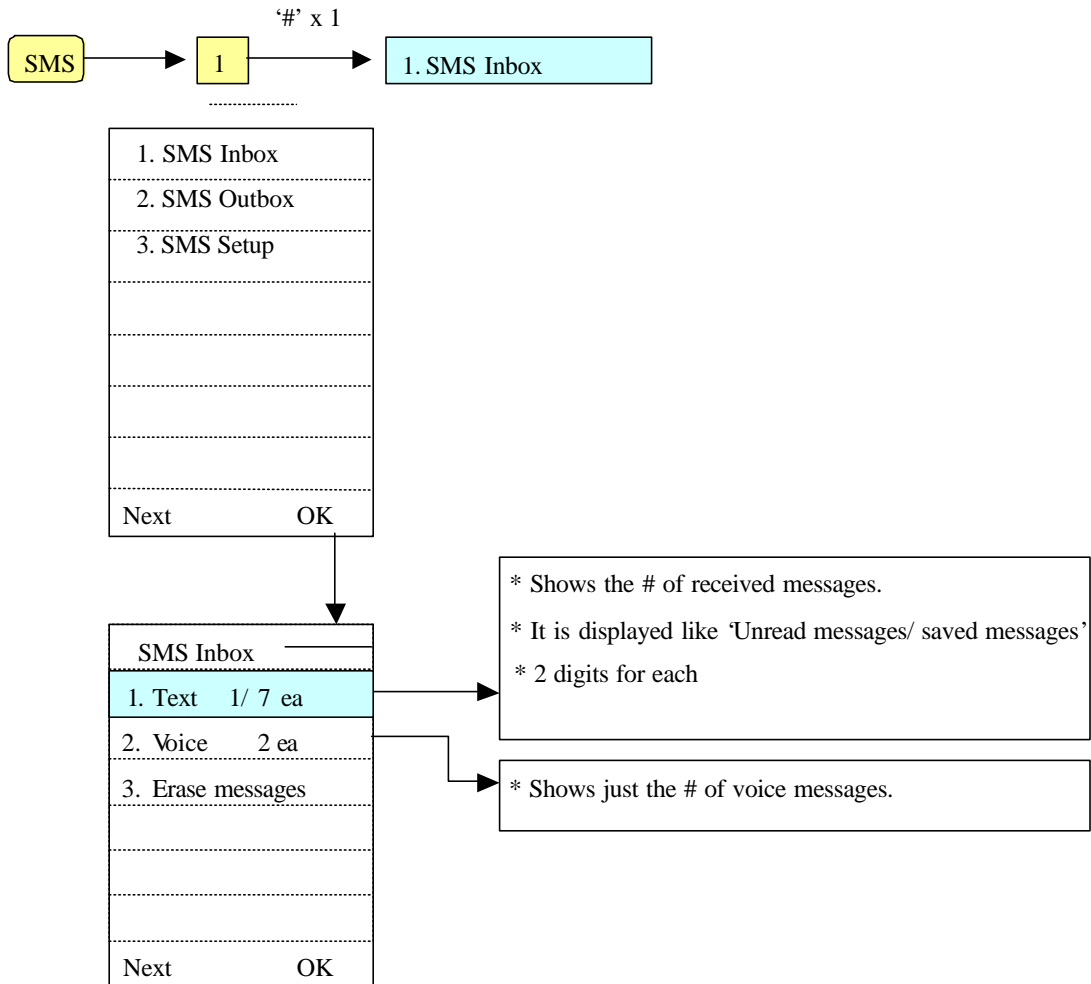 ‘#’ x 1
SMS
1
1. SMS Inbox
1. SMS Inbox
2. SMS Outbox
3. SMS Setup
Next OK
SMS Inbox
1. Text 1/ 7 ea
2. Voice 2 ea
3. Erase messages
Next OK
* Shows the # of received messages.
* It is displayed like ‘Unread messages/ saved messages’
* 2 digits for each
* Shows just the # of voice messages.